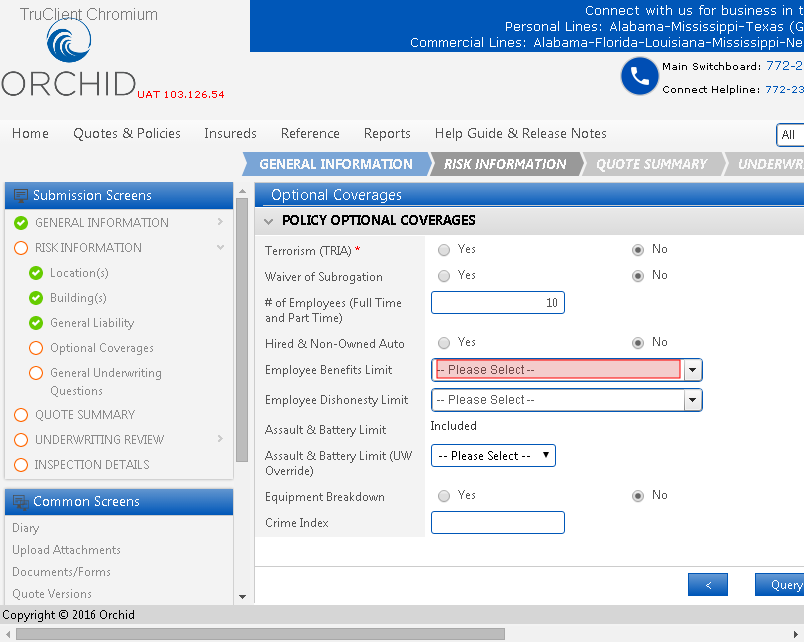 TruClient Chromium
ORCHID
UAT 103.126.54
Connect with us for business in t
Personal Lines: Alabama-Mississippi-Texas (G
Commercial Lines: Alabama-Florida-Louisiana-Mississippi-Ne
Main Switchboard: 772-2
Connect Helpline: 772-23
Home Quotes & Policies Insureds Reference Reports Help Guide & Release Notes All
GENERAL INFORMATION RISK INFORMATION QUOTE SUMMARY UNDERWR
Submission Screens
GENERAL INFORMATION
RISK INFORMATION
Location(s)
Building(s)
General Liability
Optional Coverages
General Underwriting
Questions
QUOTE SUMMARY
UNDERWRITING REVIEW
INSPECTION DETAILS
Common Screens
Diary
Upload Attachments
Documents/Forms
Quote Versions
Optional Coverages
POLICY OPTIONAL COVERAGES
Terrorism (TRIA) * Yes No
Waiver of Subrogation Yes No
# of Employees (Full Time
and Part Time) 10
Hired & Non-Owned Auto Yes No
Employee Benefits Limit -- Please Select --
Employee Dishonesty Limit -- Please Select --
Assault & Battery Limit Included
Assault & Battery Limit (UW
Override) -- Please Select --
Equipment Breakdown Yes No
Crime Index
< Query
Copyright © 2016 Orchid